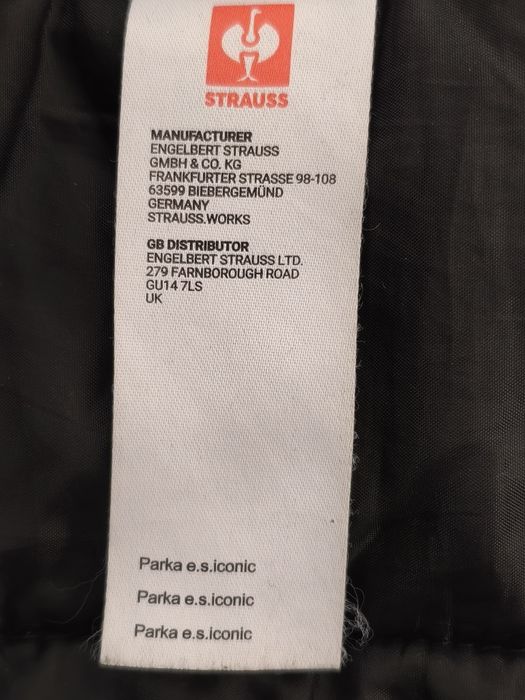 STRAUSS
MANUFACTURER
ENGELBERT STRAUSS
GMBH & CO. KG
FRANKFURTER STRASSE 98-108
63599 BIEBERGEMÜND
GERMANY
STRAUSS.WORKS
GB DISTRIBUTOR
ENGELBERT STRAUSS LTD.
279 FARNBOROUGH ROAD
GU14 7LS
UK
Parka e.s.iconic
Parka e.s.iconic
Parka e.s.iconic